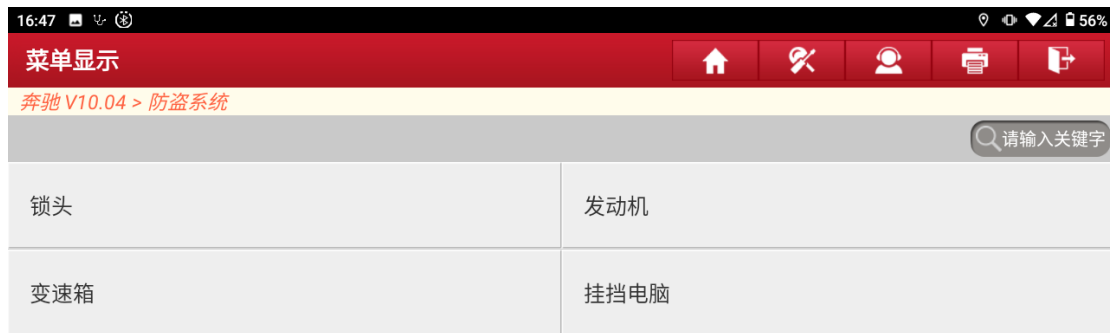 16:47 56%
菜单显示
奔驰 V10.04 > 防盗系统
请输入关键字
锁头 发动机
变速箱 挂挡电脑